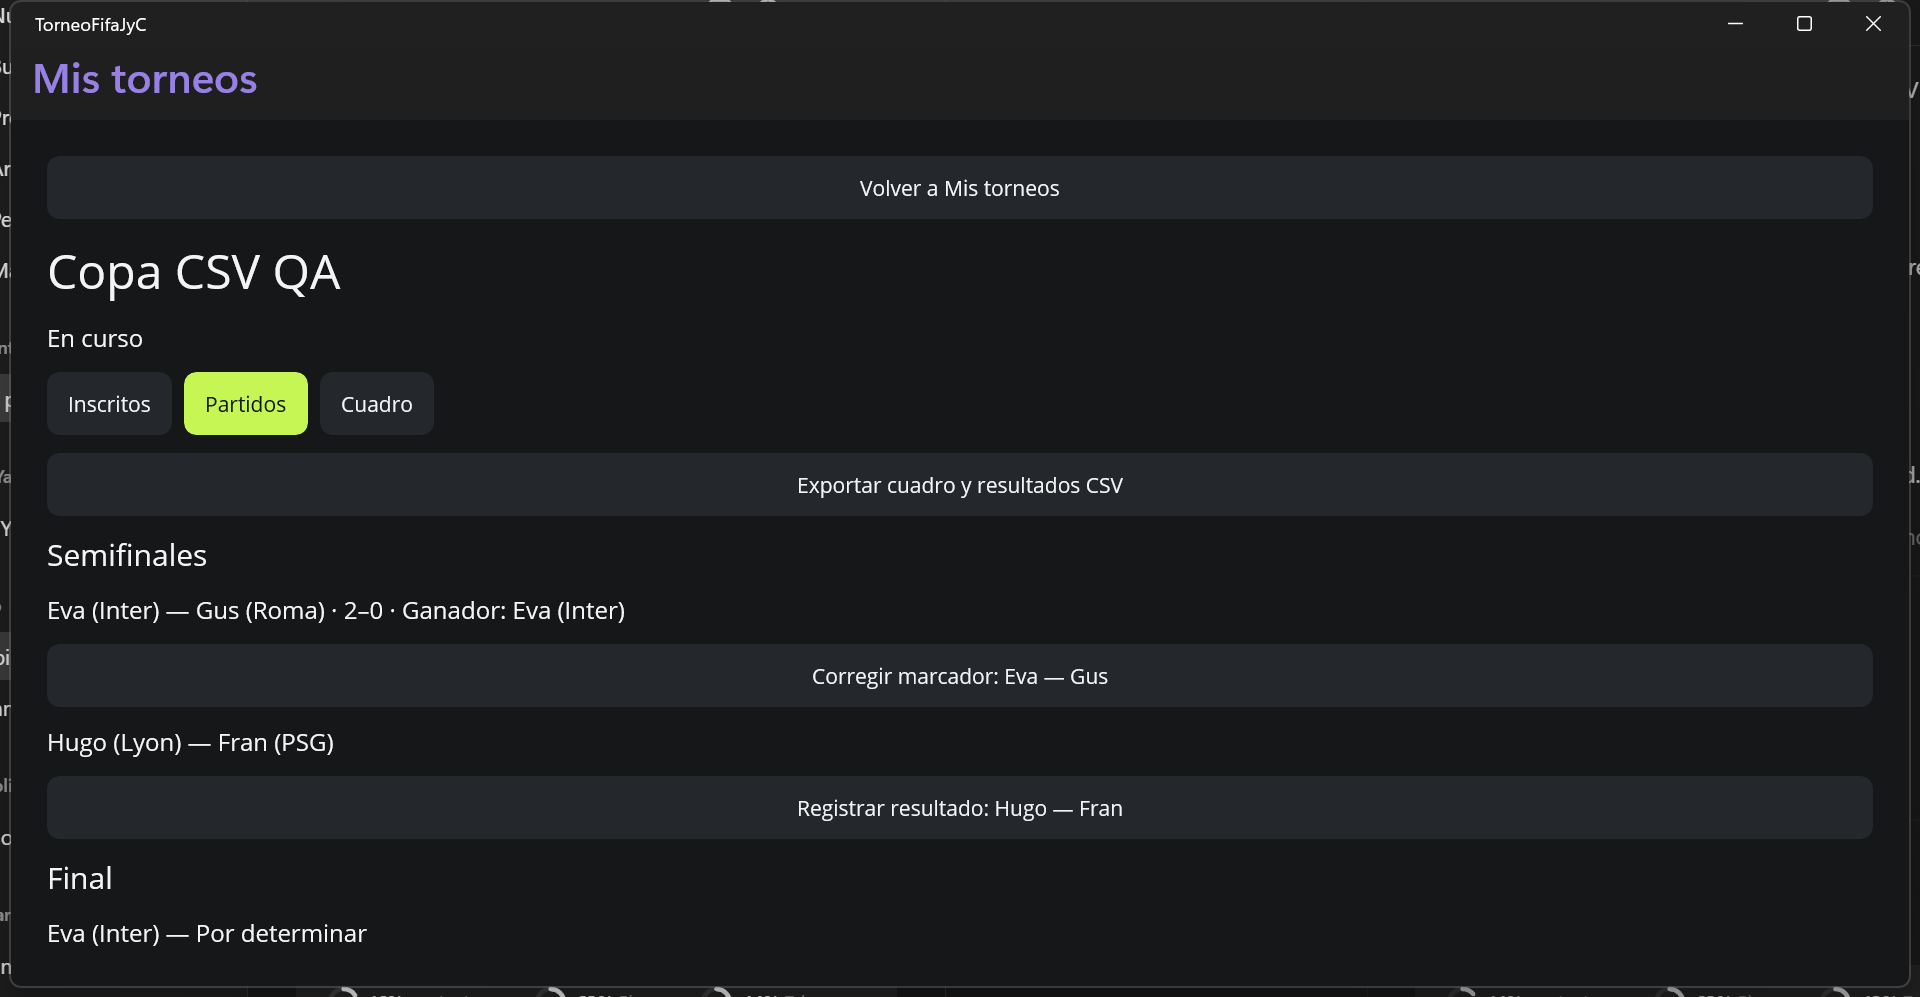 TorneoFifaJyC
Mis torneos
Volver a Mis torneos
Copa CSV QA
En curso
Inscritos
Partidos
Cuadro
Exportar cuadro y resultados CSV
Semifinales
Eva (Inter) — Gus (Roma) · 2–0 · Ganador: Eva (Inter)
Corregir marcador: Eva — Gus
Hugo (Lyon) — Fran (PSG)
Registrar resultado: Hugo — Fran
Final
Eva (Inter) — Por determinar